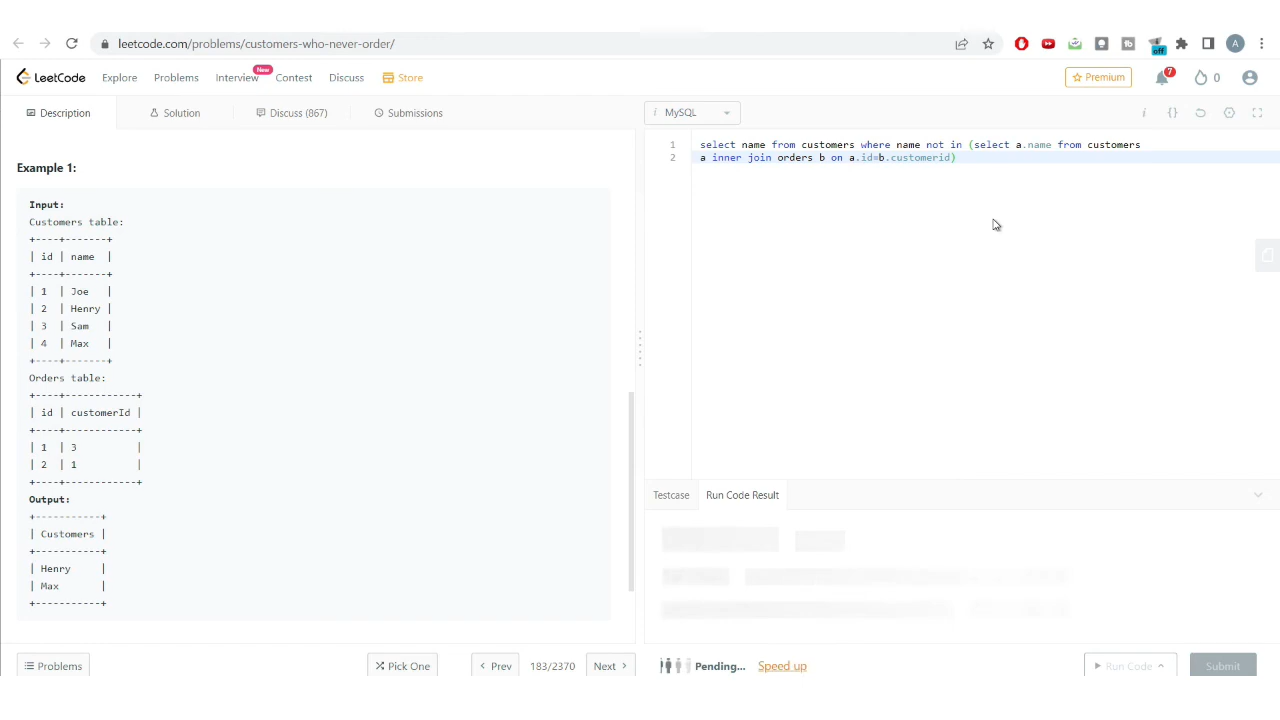 leetcode.com/problems/customers-who-never-order/
off
A
LeetCode
Explore
Problems
Interview
New
Contest
Discuss
Store
Premium
7
0
Description
Solution
Discuss (867)
Submissions
i MySQL
i {}
Example 1:
Input:
Customers table:
+----+-------+
| id | name |
+----+-------+
| 1 | Joe |
| 2 | Henry |
| 3 | Sam |
| 4 | Max |
+----+-------+
Orders table:
+----+------------+
| id | customerId |
+----+------------+
| 1 | 3 |
| 2 | 1 |
+----+------------+
Output:
+-----------+
| Customers |
+-----------+
| Henry |
| Max |
+-----------+
1 select name from customers where name not in (select a.name from customers
2 a inner join orders b on a.id=b.customerid)
Testcase
Run Code Result
Problems
Pick One
Prev
183/2370
Next
Pending...
Speed up
Run Code
Submit